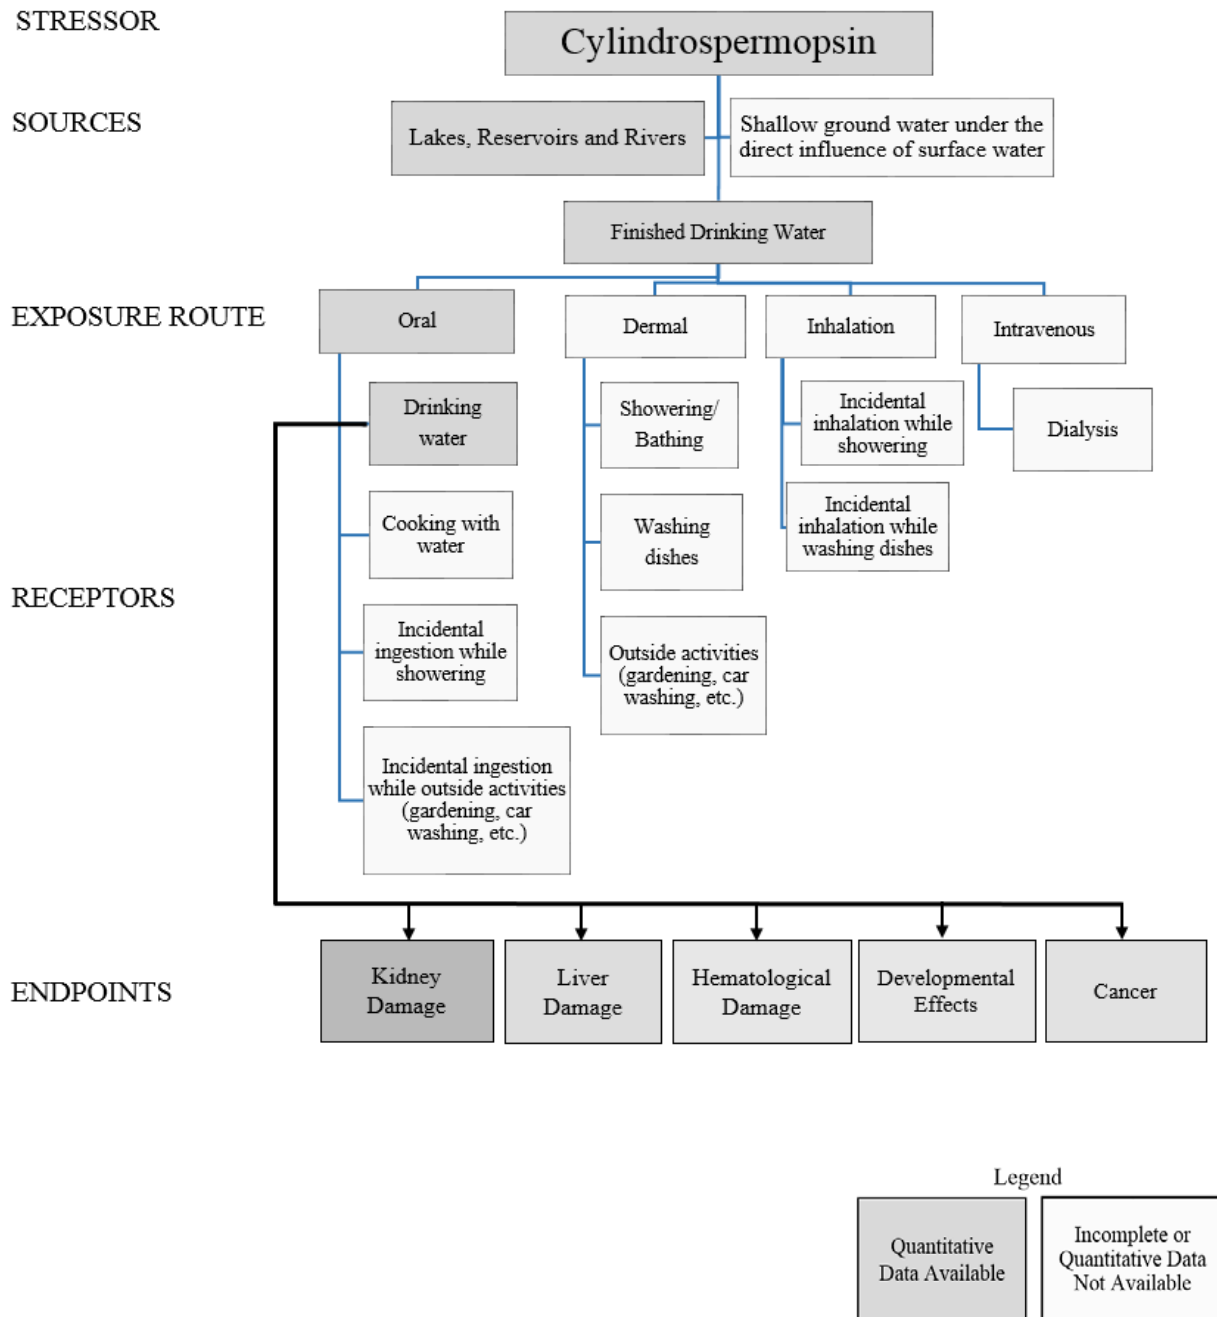 STRESSOR
Cylindrospermopsin
SOURCES
Lakes, Reservoirs and Rivers
Shallow ground water under the
direct influence of surface water
Finished Drinking Water
EXPOSURE ROUTE
Oral
Dermal
Inhalation
Intravenous
Drinking
water
Showering/
Bathing
Incidental
inhalation while
showering
Dialysis
Cooking with
water
Washing
dishes
Incidental
inhalation while
washing dishes
RECEPTORS
Incidental
ingestion while
showering
Outside activities
(gardening, car
washing, etc.)
Incidental ingestion
while outside activities
(gardening, car
washing, etc.)
ENDPOINTS
Kidney
Damage
Liver
Damage
Hematological
Damage
Developmental
Effects
Cancer
Legend
Quantitative
Data Available
Incomplete or
Quantitative Data
Not Available